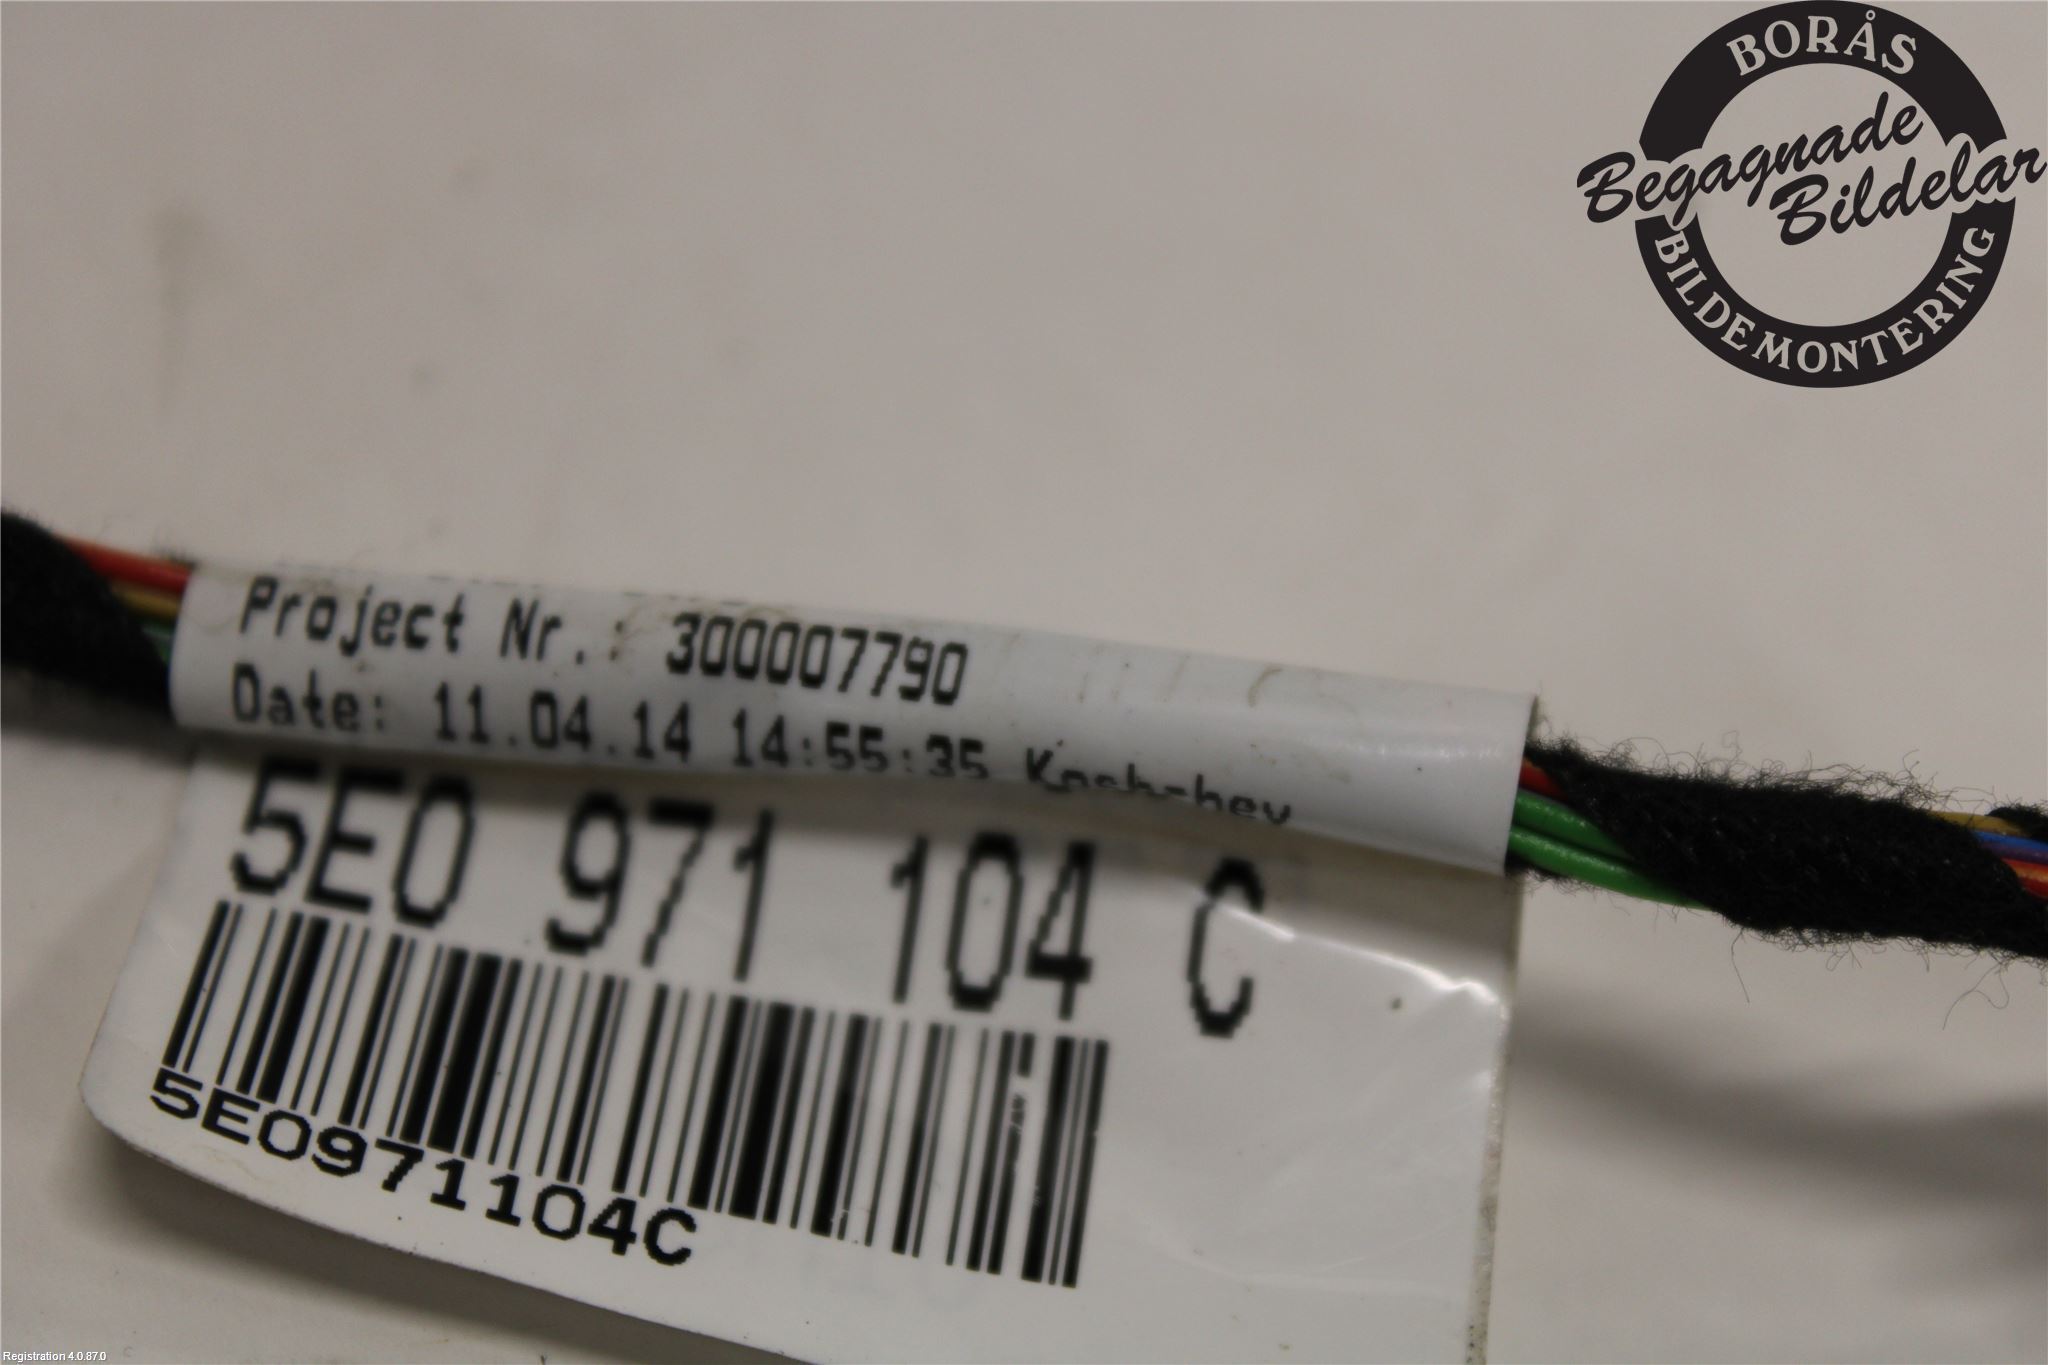 BORÅS
Begagnade
Bildelar
BILDEMONTERING
Project Nr.: 300007790
Date: 11.04.14 14:55:35
5E0 971 104 C
5E0971104C
Registration 4.0.87.0